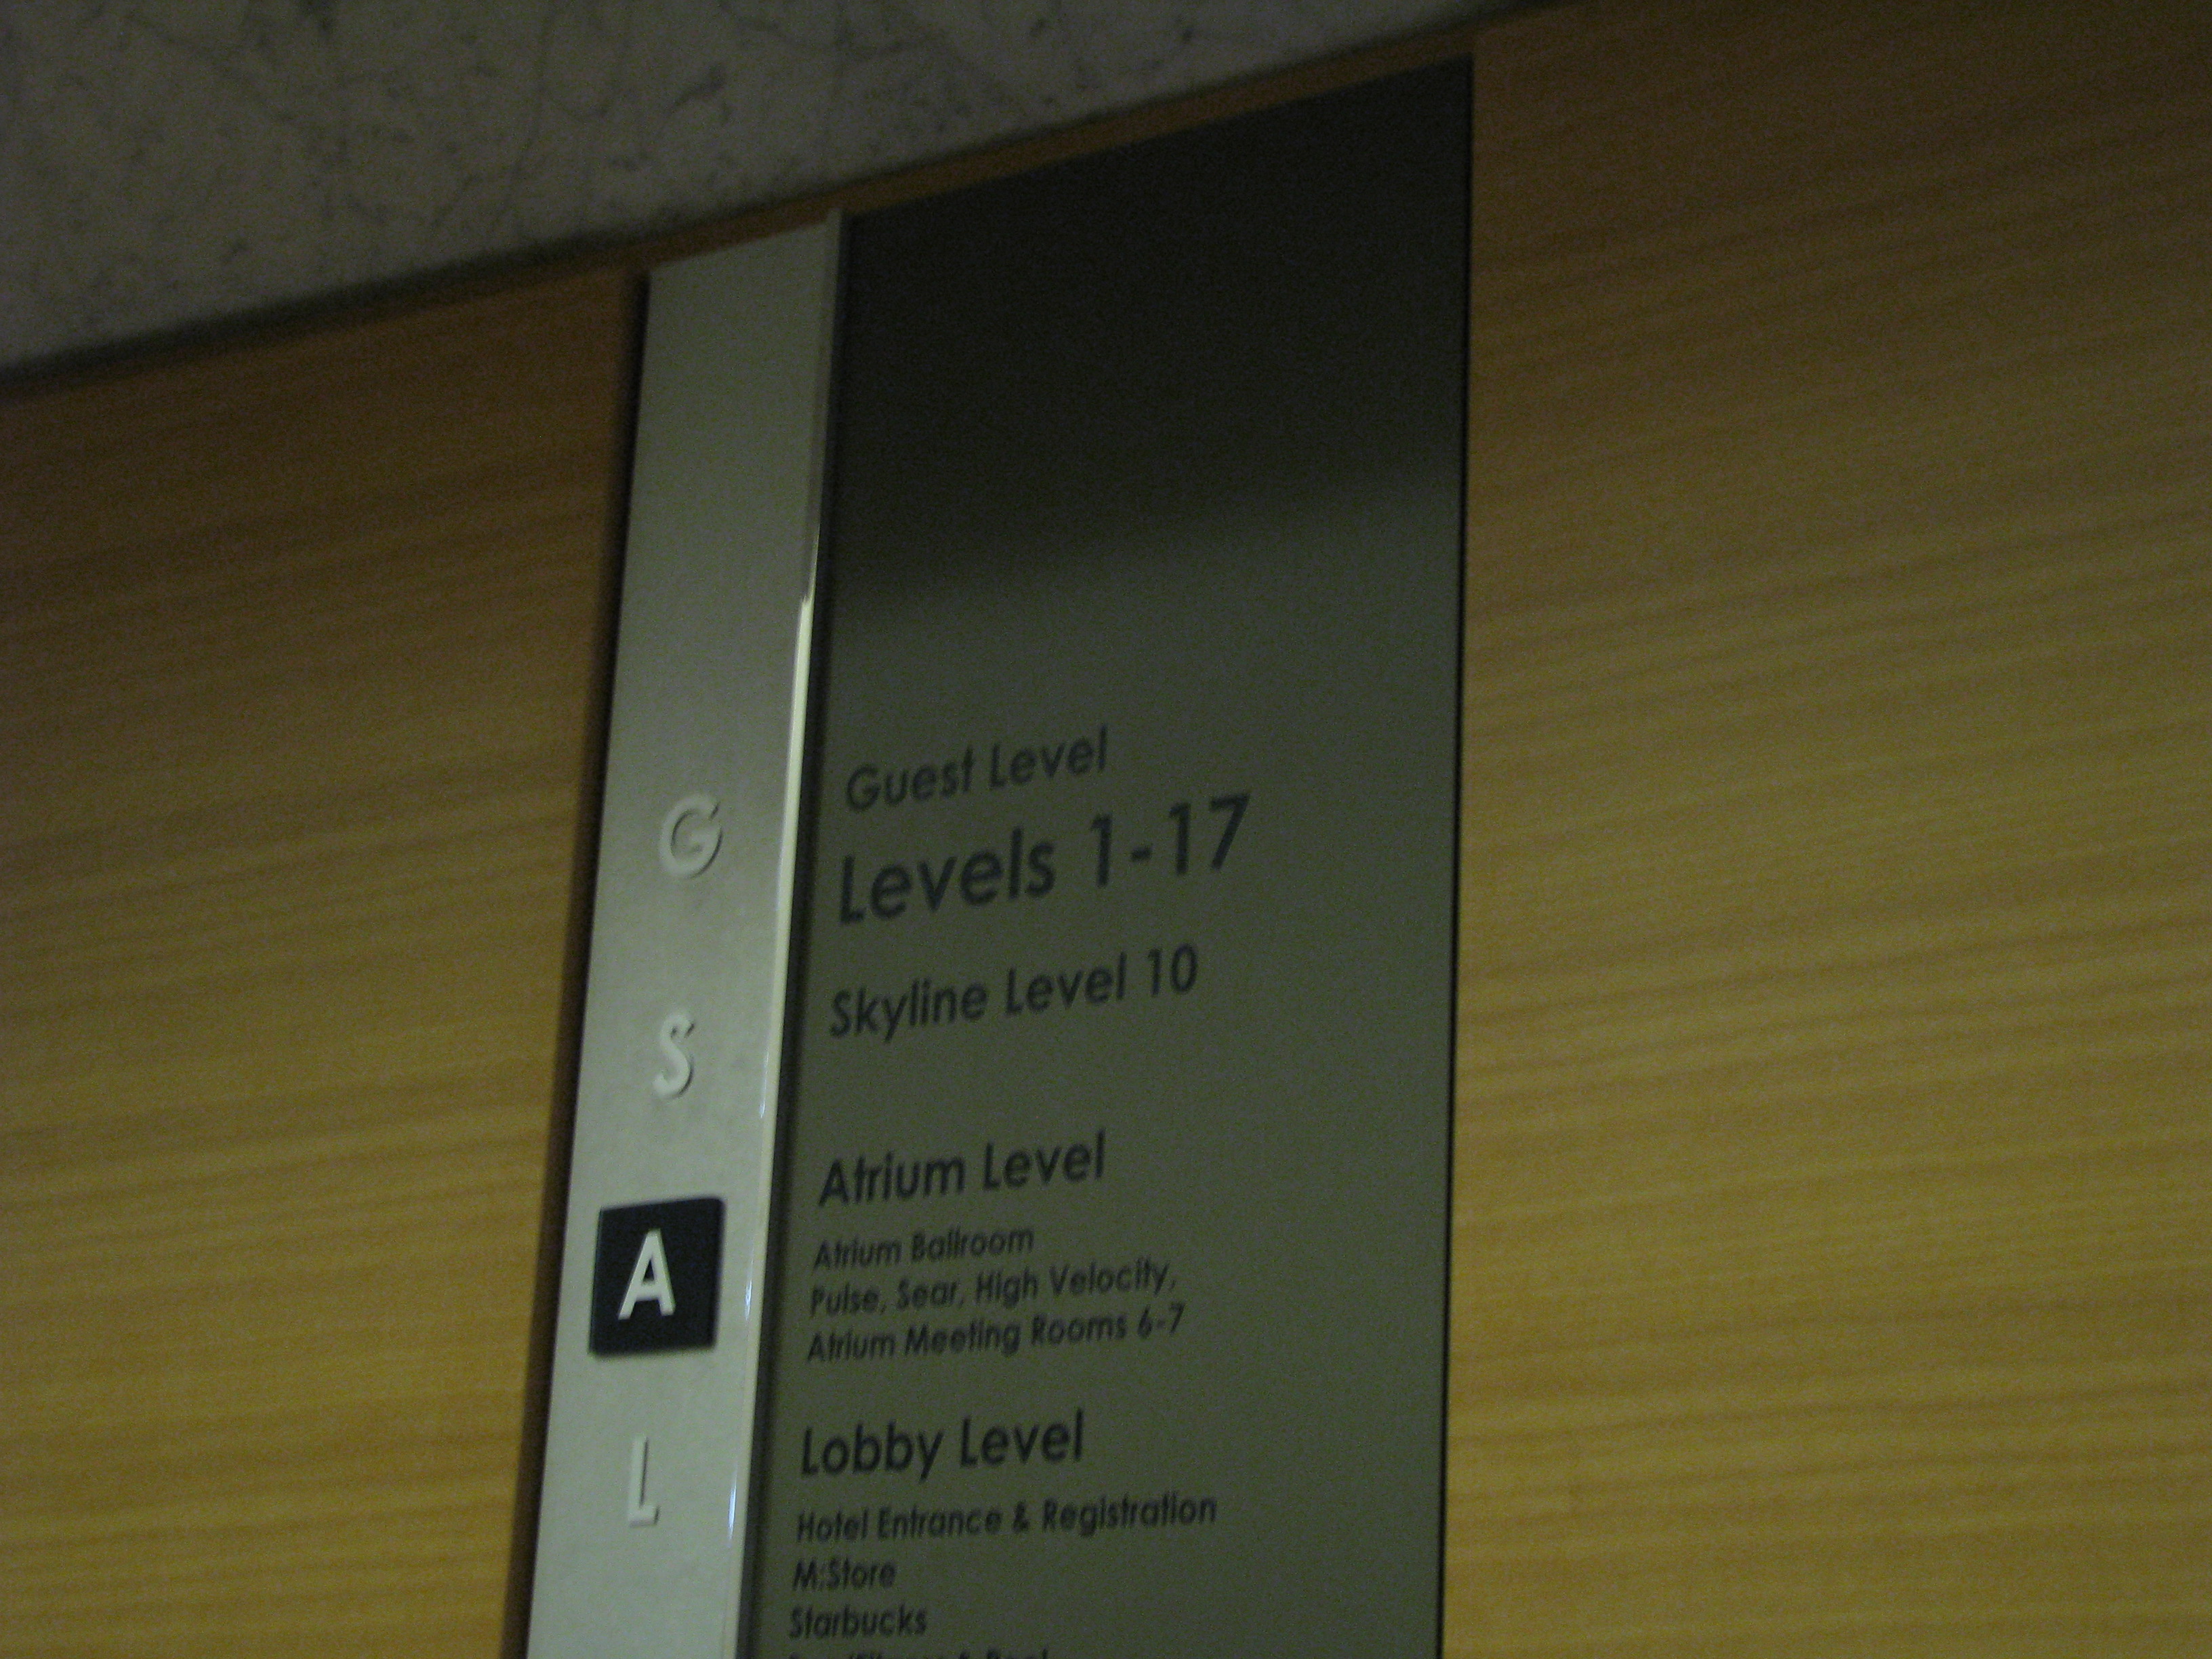 G
Guest Level
Levels 1-17
S
Skyline Level 10
A
Atrium Level
Atrium Ballroom
Pulse, Sear, High Velocity,
Atrium Meeting Rooms 6-7
L
Lobby Level
Hotel Entrance & Registration
M:Store
Starbucks